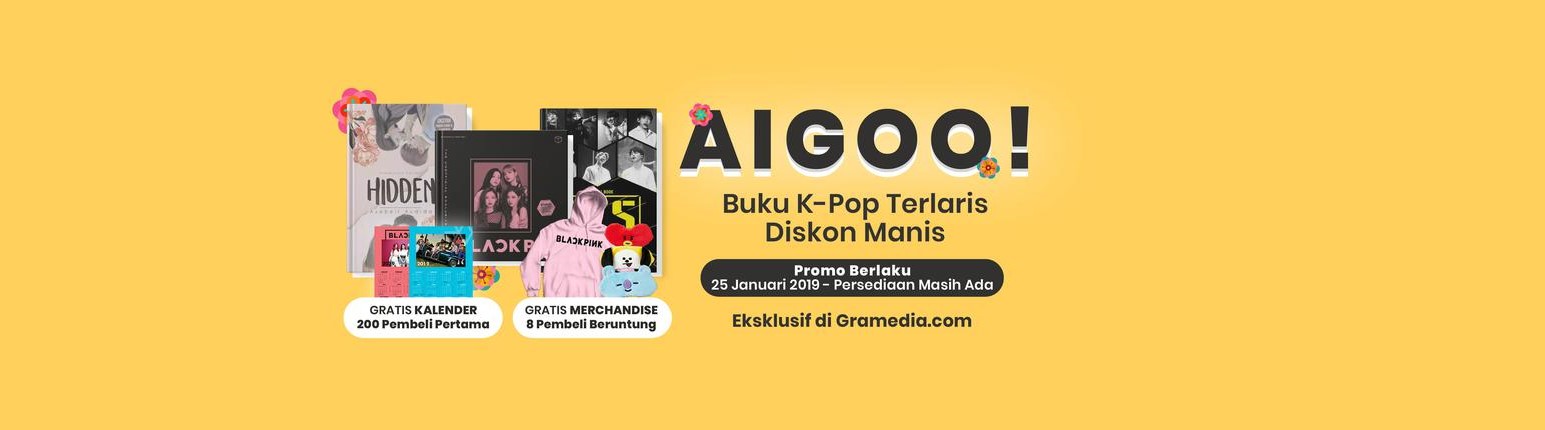 AIGOO!
Buku K-Pop Terlaris
Diskon Manis
Promo Berlaku
25 Januari 2019 - Persediaan Masih Ada
Eksklusif di Gramedia.com
HIDDEN
BLACKPINK
2019
GRATIS KALENDER
200 Pembeli Pertama
GRATIS MERCHANDISE
8 Pembeli Beruntung